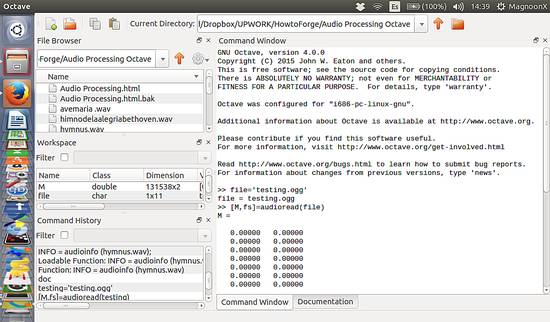 Octave
Es
(100%)
14:39
MagnoonX
Current Directory:
l/Dropbox/UPWORK/HowtoForge/Audio Processing Octave
File Browser
-Forge/Audio Processing Octave
Name
Audio Processing.html
Audio Processing.html.bak
avemaria.wav
himnodelaalegriabethoven.wav
hymnus.wav
Workspace
Filter
Name Class Dimension Va
M double 131538x2 [0
file char 1x11 te
Command History
Filter
INFO = audioinfo (hymnus.wav);
Loadable Function: INFO = audioinfo (hymnus.wav)
Function: INFO = audioinfo (hymnus.wav)
doc
testing='testing.ogg'
[M,fs]=audioread(testing)
Command Window
GNU Octave, version 4.0.0
Copyright (C) 2015 John W. Eaton and others.
This is free software; see the source code for copying conditions.
There is ABSOLUTELY NO WARRANTY; not even for MERCHANTABILITY or
FITNESS FOR A PARTICULAR PURPOSE. For details, type 'warranty'.
Octave was configured for "i686-pc-linux-gnu".
Additional information about Octave is available at http://www.octave.org.
Please contribute if you find this software useful.
For more information, visit http://www.octave.org/get-involved.html
Read http://www.octave.org/bugs.html to learn how to submit bug reports.
For information about changes from previous versions, type 'news'.
>> file='testing.ogg'
file = testing.ogg
>> [M,fs]=audioread(file)
M =
0.00000 0.00000
0.00000 0.00000
0.00000 0.00000
0.00000 0.00000
0.00000 0.00000
0.00000 0.00000
0.00000 0.00000
Command Window
Documentation